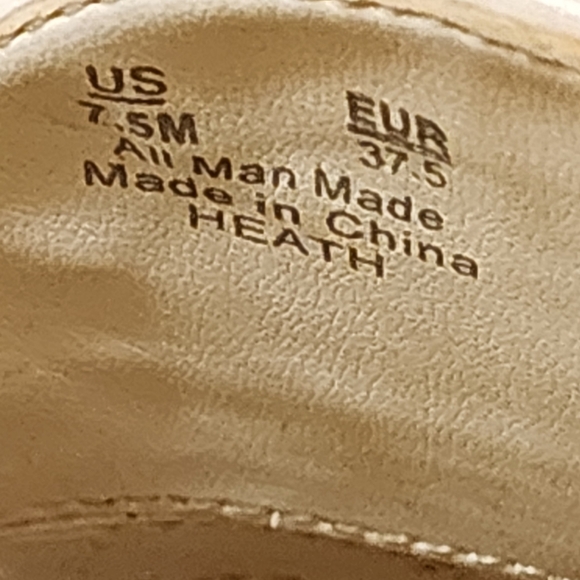 US EUR
7.5M 37.5
All Man Made
Made in China
HEATH